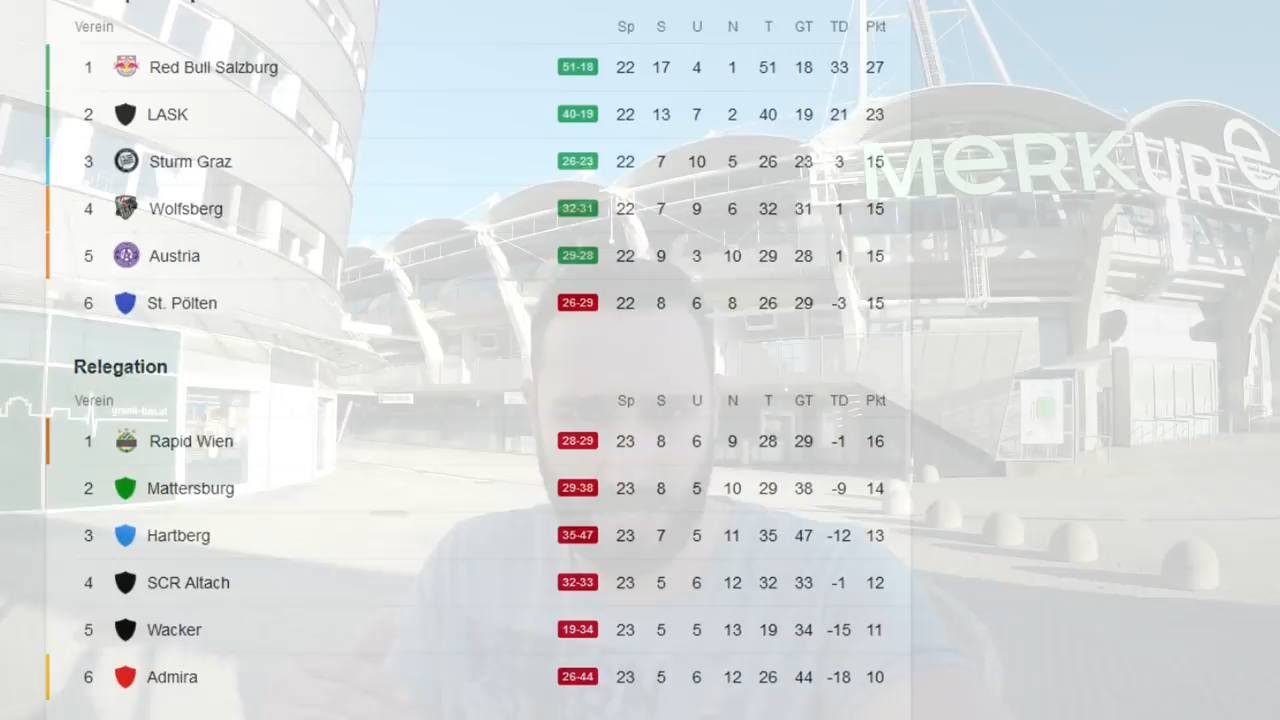 Verein Sp S U N T GT TD Pkt
1 Red Bull Salzburg 51-18 22 17 4 1 51 18 33 27
2 LASK 40-19 22 13 7 2 40 19 21 23
3 Sturm Graz 26-23 22 7 10 5 26 23 3 15
4 Wolfsberg 32-31 22 7 9 6 32 31 1 15
5 Austria 29-28 22 9 3 10 29 28 1 15
6 St. Pölten 26-29 22 8 6 8 26 29 -3 15
MERKUR
Relegation
Verein Sp S U N T GT TD Pkt
granit-bau.at
1 Rapid Wien 28-29 23 8 6 9 28 29 -1 16
2 Mattersburg 29-38 23 8 5 10 29 38 -9 14
3 Hartberg 35-47 23 7 5 11 35 47 -12 13
4 SCR Altach 32-33 23 5 6 12 32 33 -1 12
5 Wacker 19-34 23 5 5 13 19 34 -15 11
6 Admira 26-44 23 5 6 12 26 44 -18 10